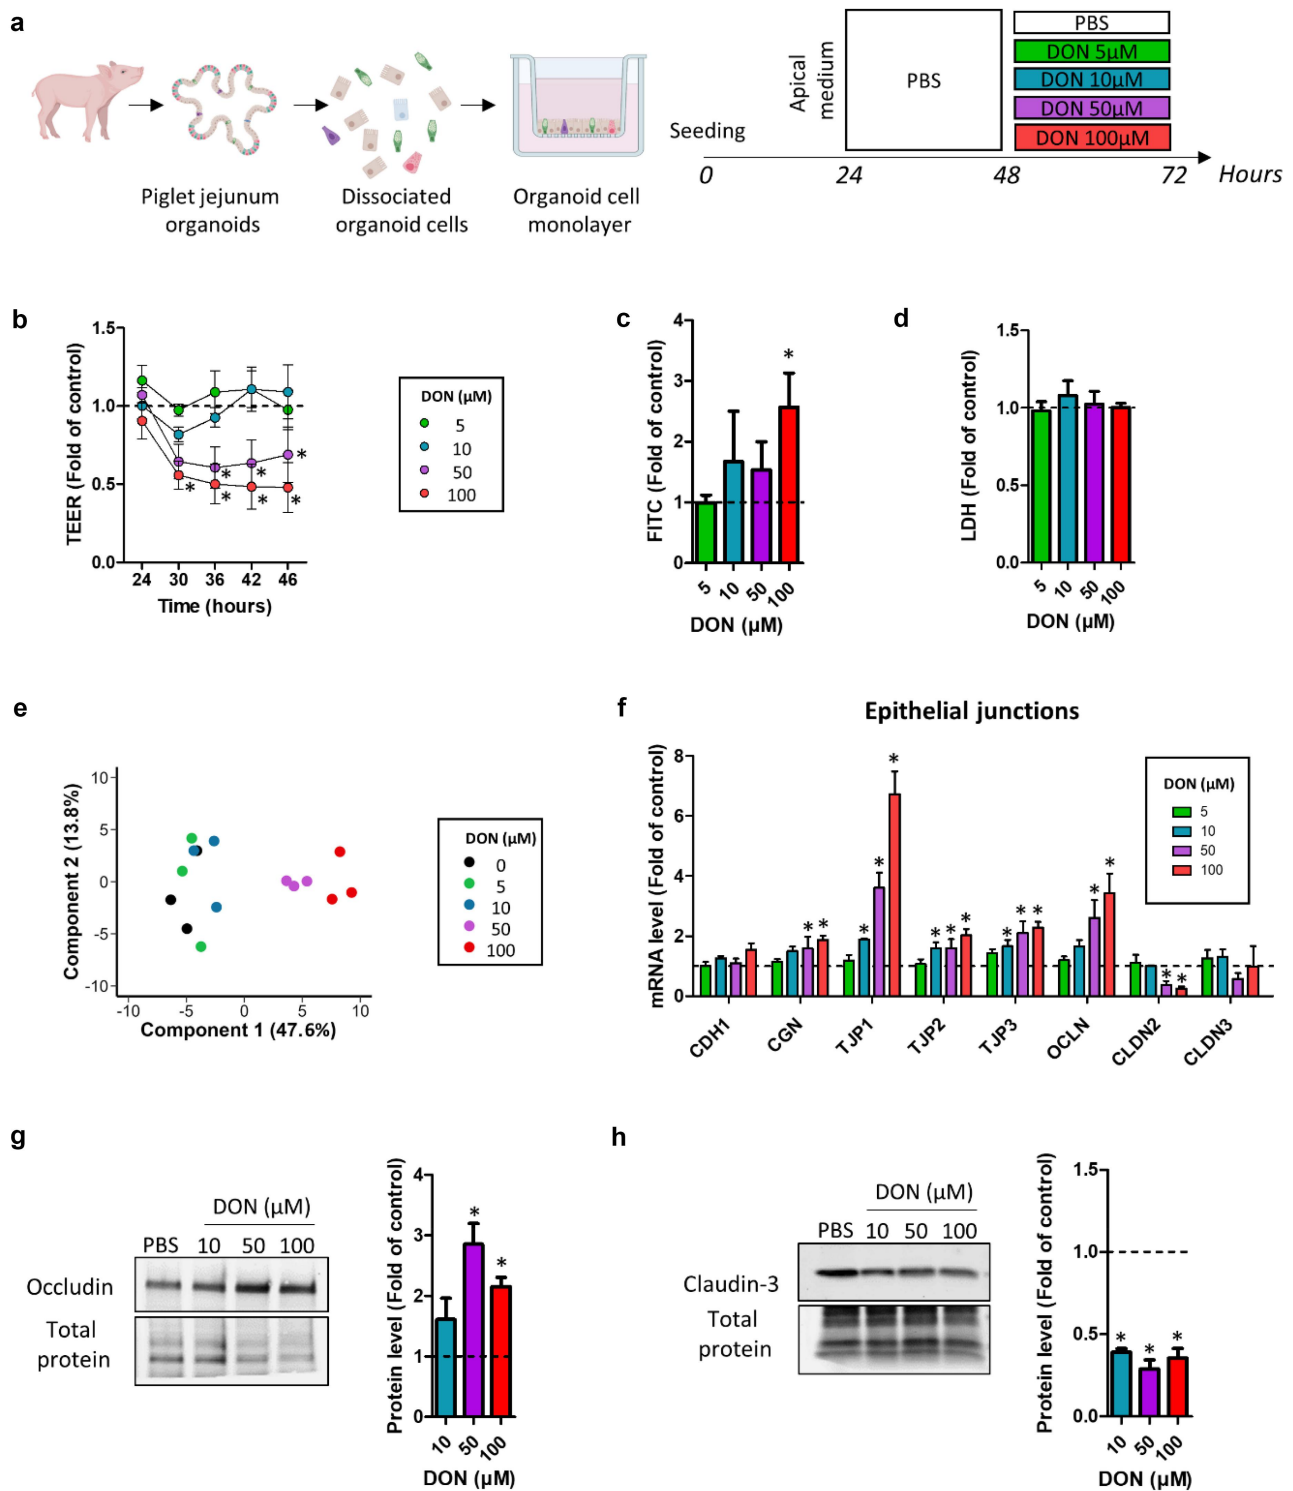 a
Apical
medium
PBS
PBS
DON 5µM
DON 10µM
DON 50µM
DON 100µM
Seeding
0
24
48
72
Hours
Piglet jejunum
organoids
Dissociated
organoid cells
Organoid cell
monolayer
b
TEER (Fold of control)
1.5
1.0
0.5
0.0
24 30 36 42 46
Time (hours)
*
*
*
*
*
*
*
DON (µM)
5
10
50
100
c
FITC (Fold of control)
4
3
2
1
0
*
5 10 50 100
DON (µM)
d
LDH (Fold of control)
1.5
1.0
0.5
0.0
5 10 50 100
DON (µM)
e
Component 2 (13.8%)
10
5
0
-5
-10
-10 -5 0 5 10
Component 1 (47.6%)
DON (µM)
0
5
10
50
100
f
Epithelial junctions
mRNA level (Fold of control)
8
6
4
2
0
* * * * * * * * * * * * * * * *
CDH1 CGN TJP1 TJP2 TJP3 OCLN CLDN2 CLDN3
DON (µM)
5
10
50
100
g
DON (µM)
PBS 10 50 100
Occludin
Total
protein
Protein level (Fold of control)
4
3
2
1
0
* *
10 50 100
DON (µM)
h
DON (µM)
PBS 10 50 100
Claudin-3
Total
protein
Protein level (Fold of control)
1.5
1.0
0.5
0.0
* * *
10 50 100
DON (µM)